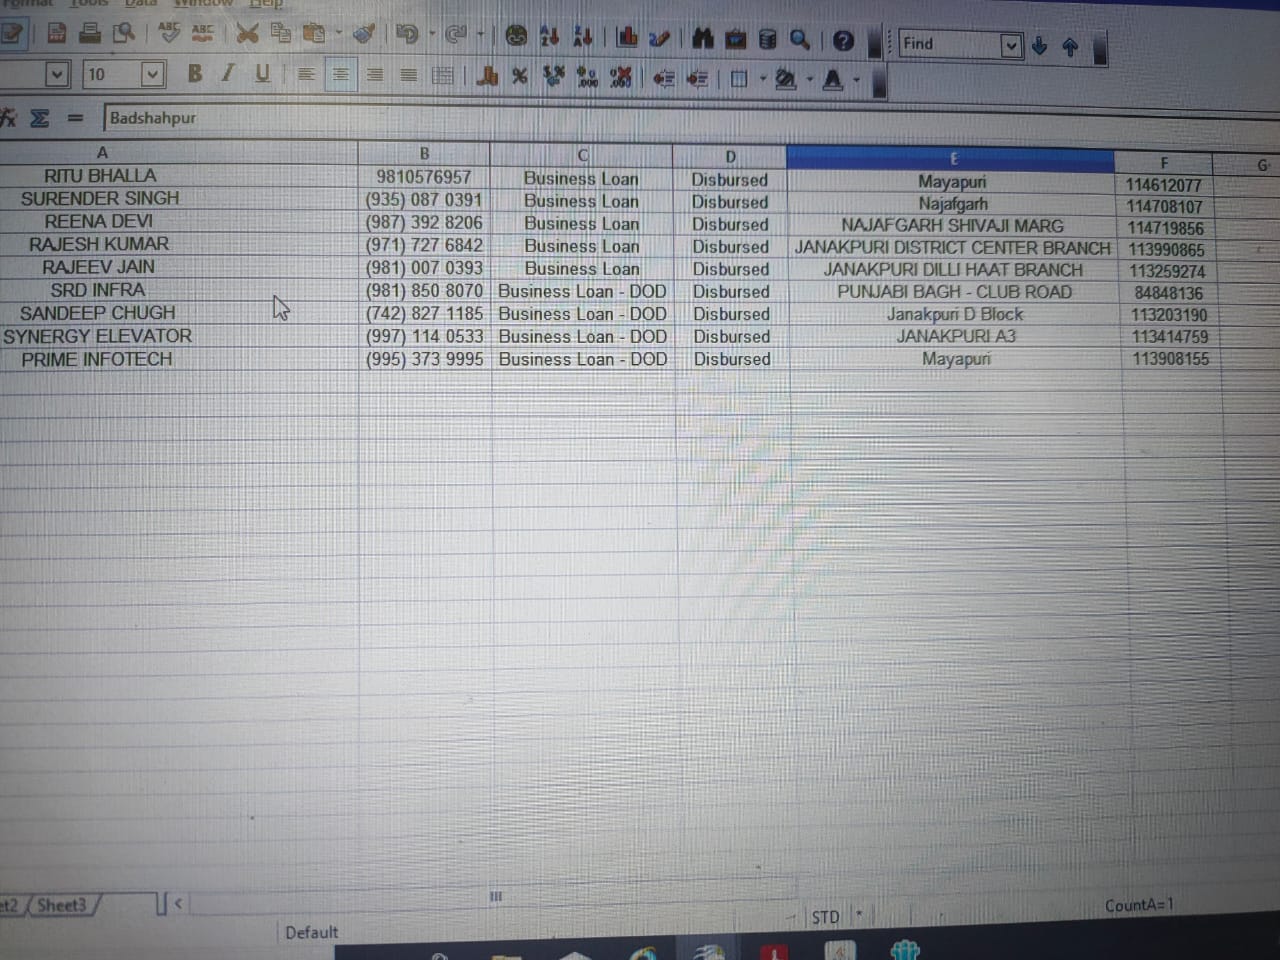 Format Tools Data Window Help
Find
10 B I U
Σ = Badshahpur
A B C D E F G
RITU BHALLA 9810576957 Business Loan Disbursed Mayapuri 114612077
SURENDER SINGH (935) 087 0391 Business Loan Disbursed Najafgarh 114708107
REENA DEVI (987) 392 8206 Business Loan Disbursed NAJAFGARH SHIVAJI MARG 114719856
RAJESH KUMAR (971) 727 6842 Business Loan Disbursed JANAKPURI DISTRICT CENTER BRANCH 113990865
RAJEEV JAIN (981) 007 0393 Business Loan Disbursed JANAKPURI DILLI HAAT BRANCH 113259274
SRD INFRA (981) 850 8070 Business Loan - DOD Disbursed PUNJABI BAGH - CLUB ROAD 84848136
SANDEEP CHUGH (742) 827 1185 Business Loan - DOD Disbursed Janakpuri D Block 113203190
SYNERGY ELEVATOR (997) 114 0533 Business Loan - DOD Disbursed JANAKPURI A3 113414759
PRIME INFOTECH (995) 373 9995 Business Loan - DOD Disbursed Mayapuri 113908155
Sheet3
Default STD * CountA=1